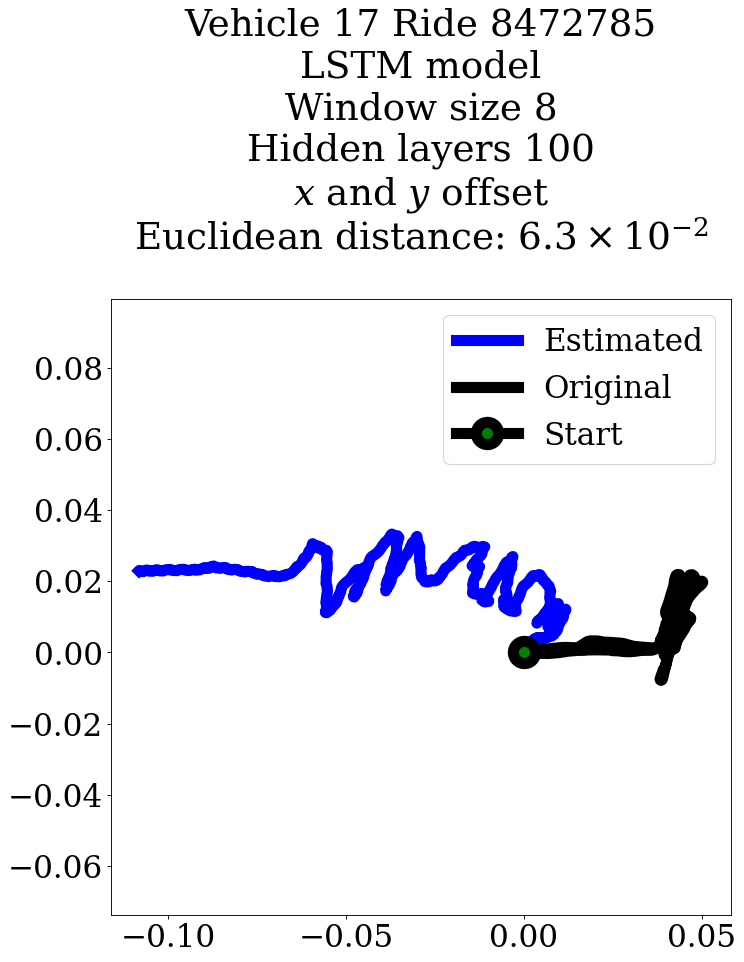 Vehicle 17 Ride 8472785
LSTM model
Window size 8
Hidden layers 100
x and y offset
Euclidean distance: 6.3 × 10⁻²
Estimated
Original
Start
0.08
0.06
0.04
0.02
0.00
−0.02
−0.04
−0.06
−0.10
−0.05
0.00
0.05